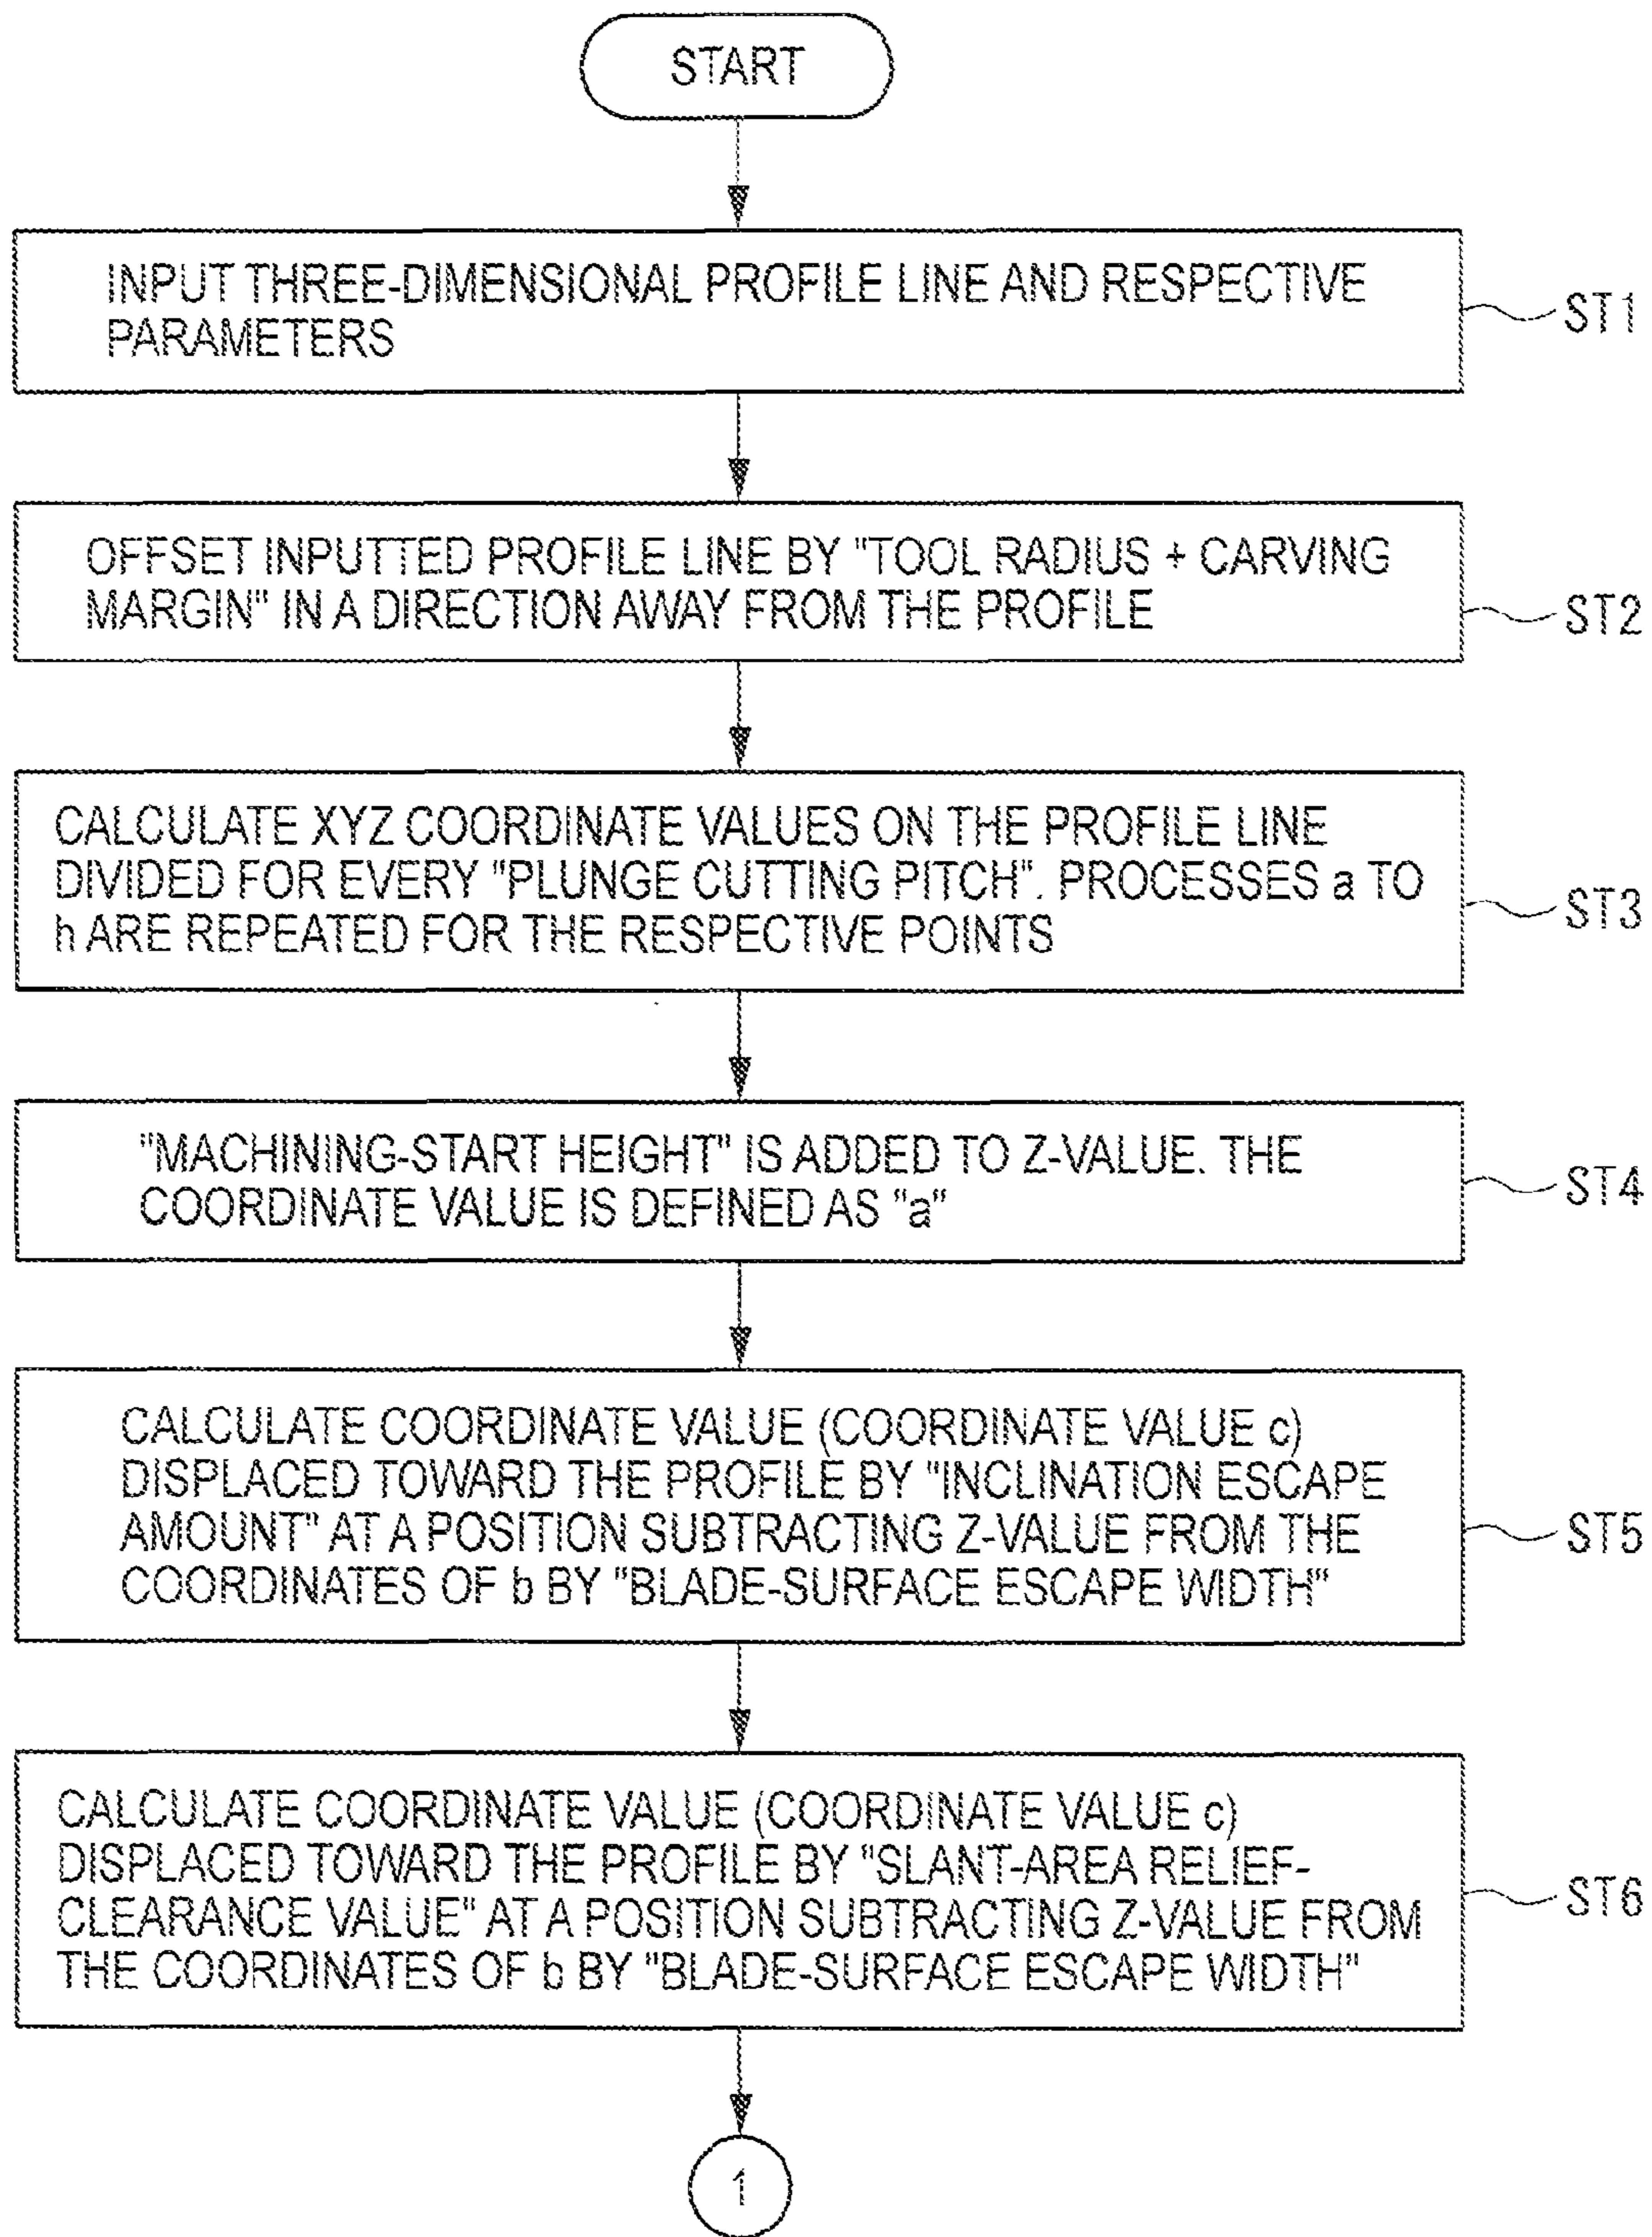 START
INPUT THREE-DIMENSIONAL PROFILE LINE AND RESPECTIVE
PARAMETERS
ST1
OFFSET INPUTTED PROFILE LINE BY "TOOL RADIUS + CARVING
MARGIN" IN A DIRECTION AWAY FROM THE PROFILE
ST2
CALCULATE XYZ COORDINATE VALUES ON THE PROFILE LINE
DIVIDED FOR EVERY "PLUNGE CUTTING PITCH". PROCESSES a TO
h ARE REPEATED FOR THE RESPECTIVE POINTS
ST3
"MACHINING-START HEIGHT" IS ADDED TO Z-VALUE. THE
COORDINATE VALUE IS DEFINED AS "a"
ST4
CALCULATE COORDINATE VALUE (COORDINATE VALUE c)
DISPLACED TOWARD THE PROFILE BY "INCLINATION ESCAPE
AMOUNT" AT A POSITION SUBTRACTING Z-VALUE FROM THE
COORDINATES OF b BY "BLADE-SURFACE ESCAPE WIDTH"
ST5
CALCULATE COORDINATE VALUE (COORDINATE VALUE c)
DISPLACED TOWARD THE PROFILE BY "SLANT-AREA RELIEF-
CLEARANCE VALUE" AT A POSITION SUBTRACTING Z-VALUE FROM
THE COORDINATES OF b BY "BLADE-SURFACE ESCAPE WIDTH"
ST6
1